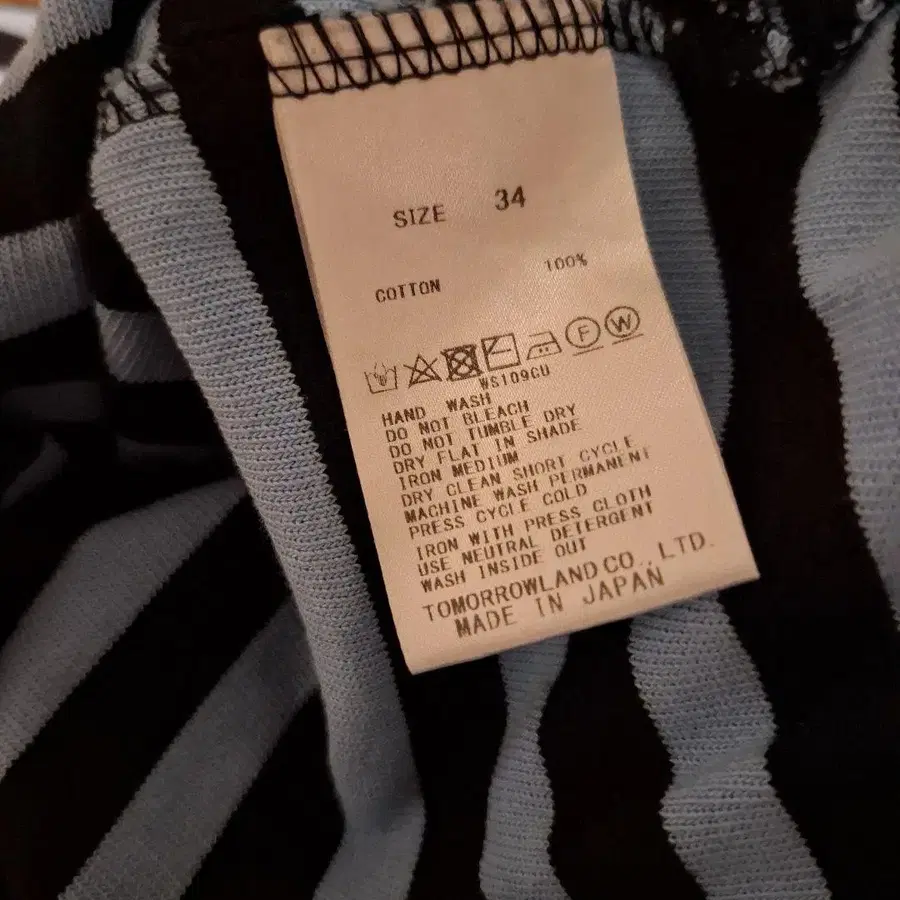 SIZE 34
COTTON 100%
F W
WS109GU
HAND WASH
DO NOT BLEACH
DO NOT TUMBLE DRY
DRY FLAT IN SHADE
IRON MEDIUM
DRY CLEAN SHORT CYCLE
MACHINE WASH PERMANENT
PRESS CYCLE COLD
IRON WITH PRESS CLOTH
USE NEUTRAL DETERGENT
WASH INSIDE OUT
TOMORROWLAND CO., LTD.
MADE IN JAPAN